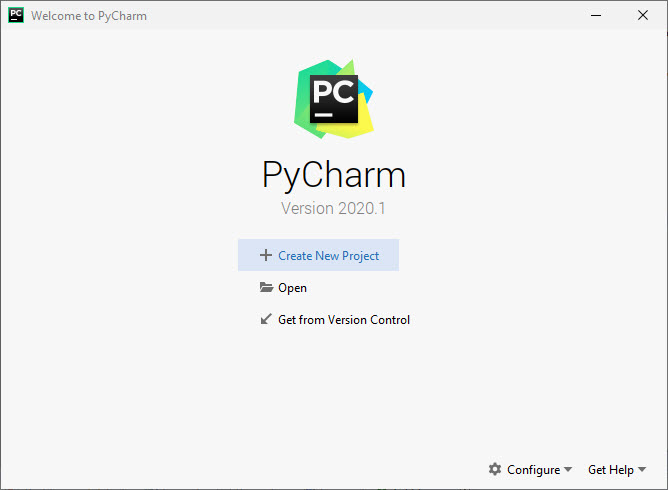 PC Welcome to PyCharm
PC
PyCharm
Version 2020.1
Create New Project
Open
Get from Version Control
Configure Get Help